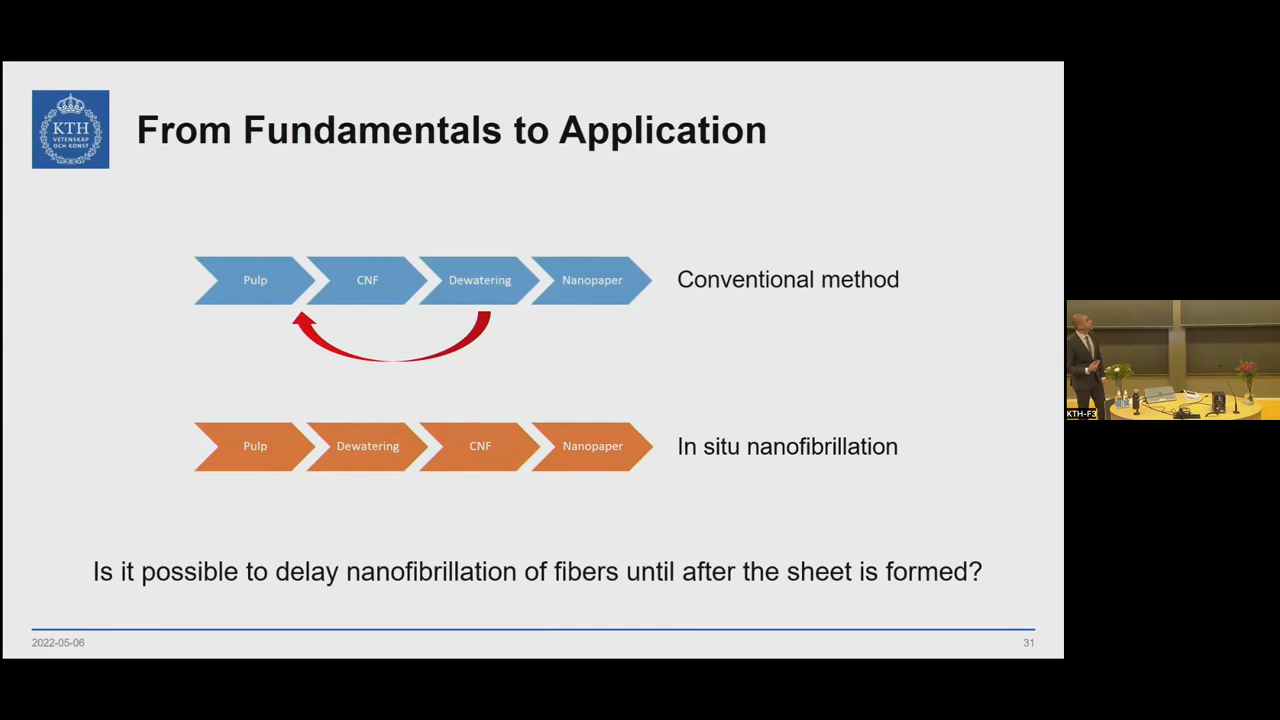 KTH
VETENSKAP
OCH KONST
From Fundamentals to Application
Pulp
CNF
Dewatering
Nanopaper
Conventional method
Pulp
Dewatering
CNF
Nanopaper
In situ nanofibrillation
Is it possible to delay nanofibrillation of fibers until after the sheet is formed?
2022-05-06
31
KTH-F3